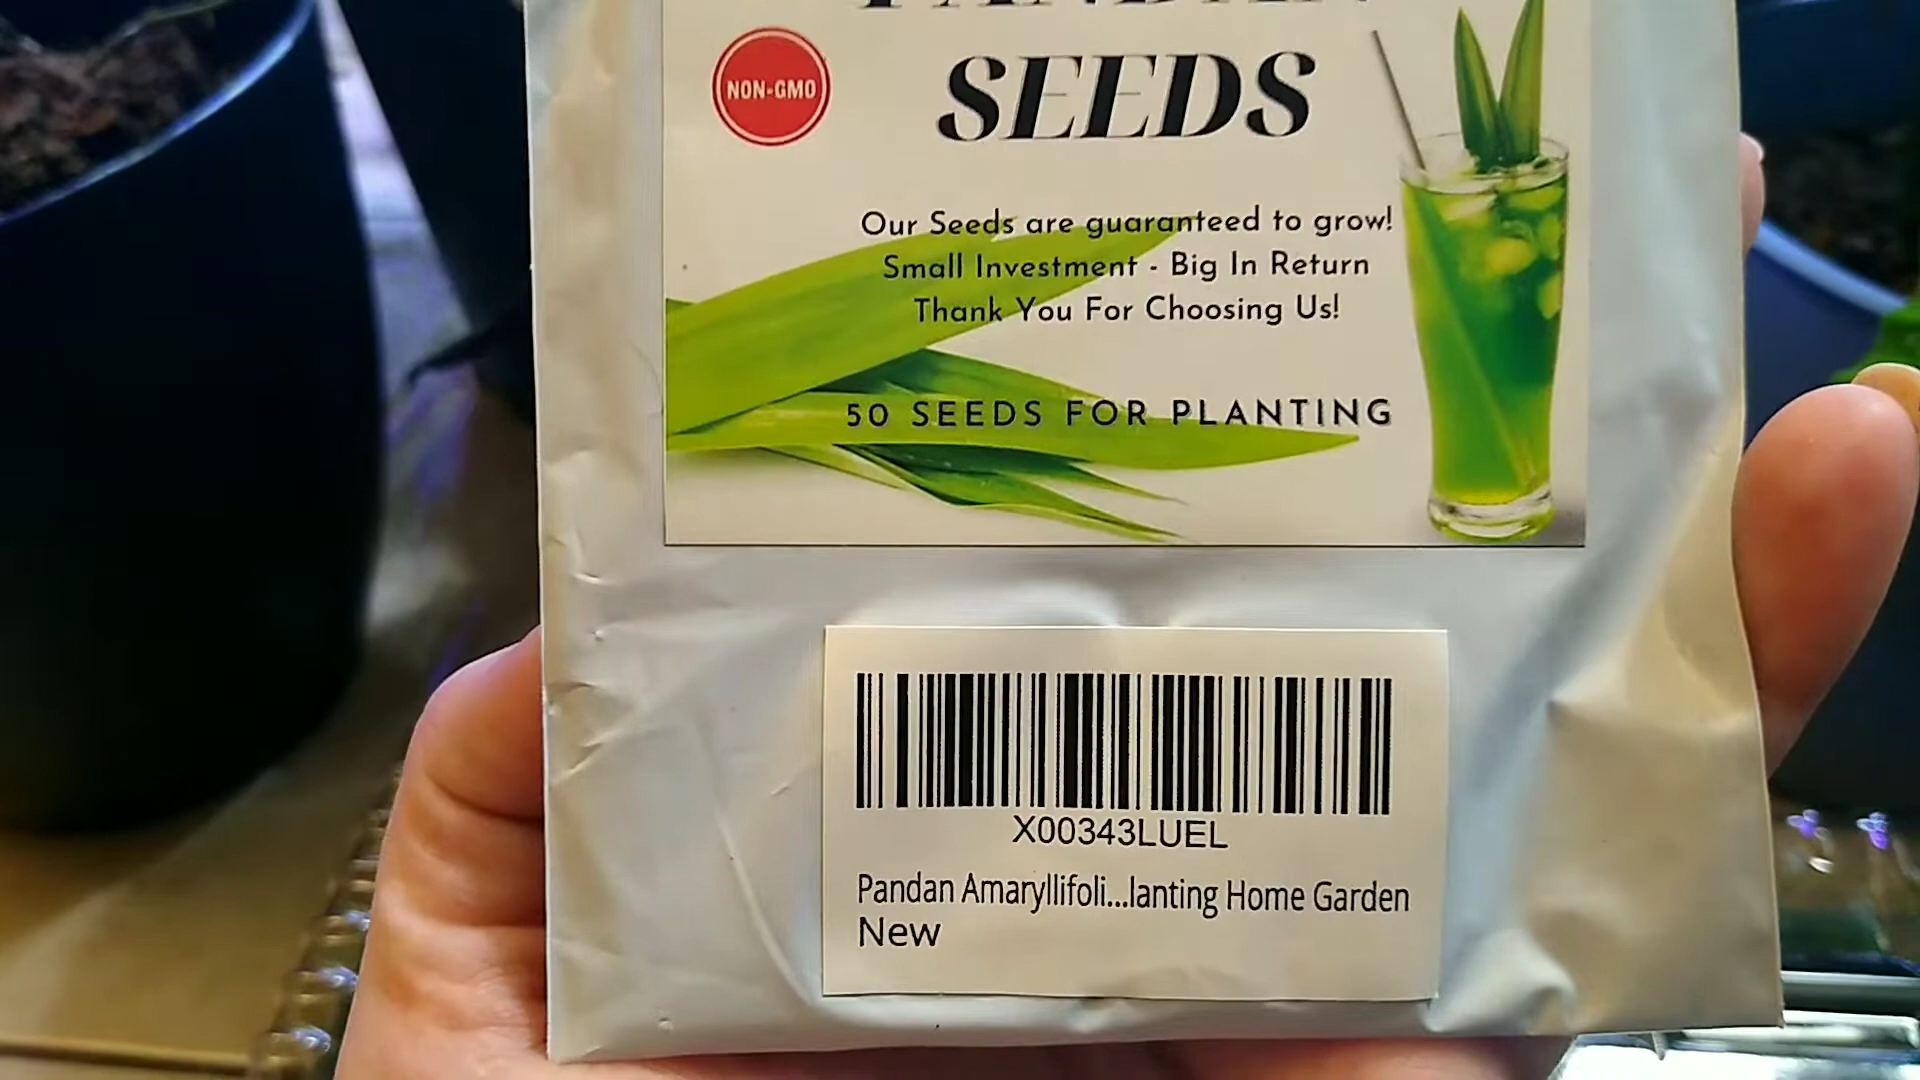 PANDAN
SEEDS
NON-GMO
Our Seeds are guaranteed to grow!
Small Investment - Big In Return
Thank You For Choosing Us!
50 SEEDS FOR PLANTING
X00343LUEL
Pandan Amaryllifoli...lanting Home Garden
New